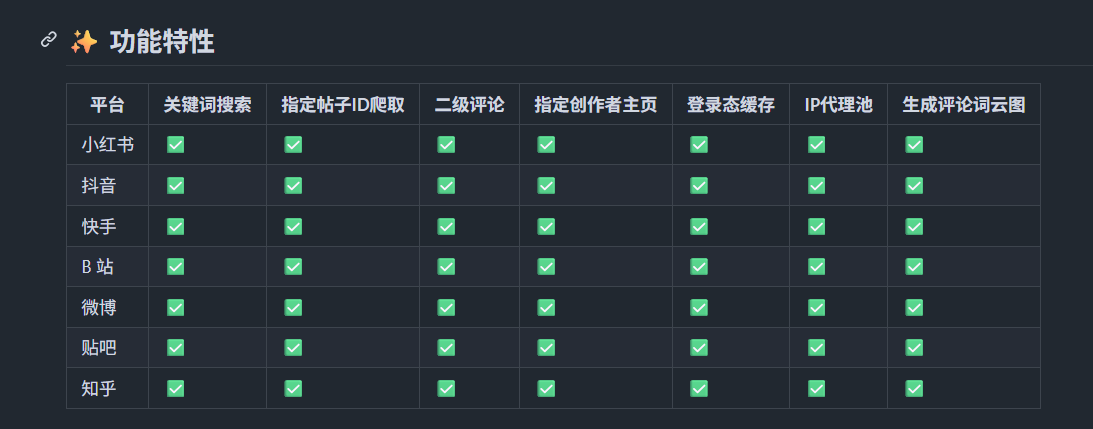 ✨ 功能特性
平台 关键词搜索 指定帖子ID爬取 二级评论 指定创作者主页 登录态缓存 IP代理池 生成评论词云图
小红书 ✅ ✅ ✅ ✅ ✅ ✅ ✅
抖音 ✅ ✅ ✅ ✅ ✅ ✅ ✅
快手 ✅ ✅ ✅ ✅ ✅ ✅ ✅
B 站 ✅ ✅ ✅ ✅ ✅ ✅ ✅
微博 ✅ ✅ ✅ ✅ ✅ ✅ ✅
贴吧 ✅ ✅ ✅ ✅ ✅ ✅ ✅
知乎 ✅ ✅ ✅ ✅ ✅ ✅ ✅